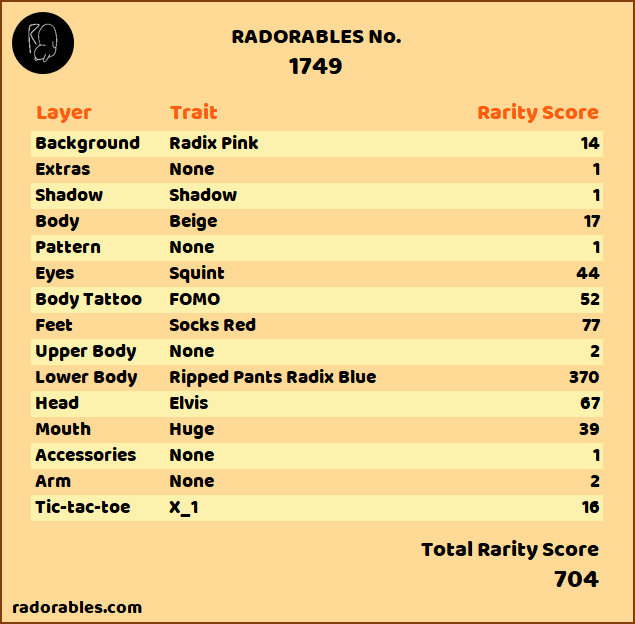 RADORABLES No.
1749
Layer Trait Rarity Score
Background Radix Pink 14
Extras None 1
Shadow Shadow 1
Body Beige 17
Pattern None 1
Eyes Squint 44
Body Tattoo FOMO 52
Feet Socks Red 77
Upper Body None 2
Lower Body Ripped Pants Radix Blue 370
Head Elvis 67
Mouth Huge 39
Accessories None 1
Arm None 2
Tic-tac-toe X_1 16
Total Rarity Score
704
radorables.com